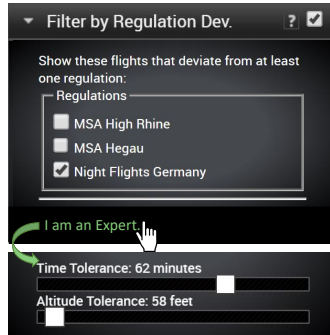 Filter by Regulation Dev. ?
Show these flights that deviate from at least
one regulation:
Regulations
MSA High Rhine
MSA Hegau
Night Flights Germany
I am an Expert.
Time Tolerance: 62 minutes
Altitude Tolerance: 58 feet